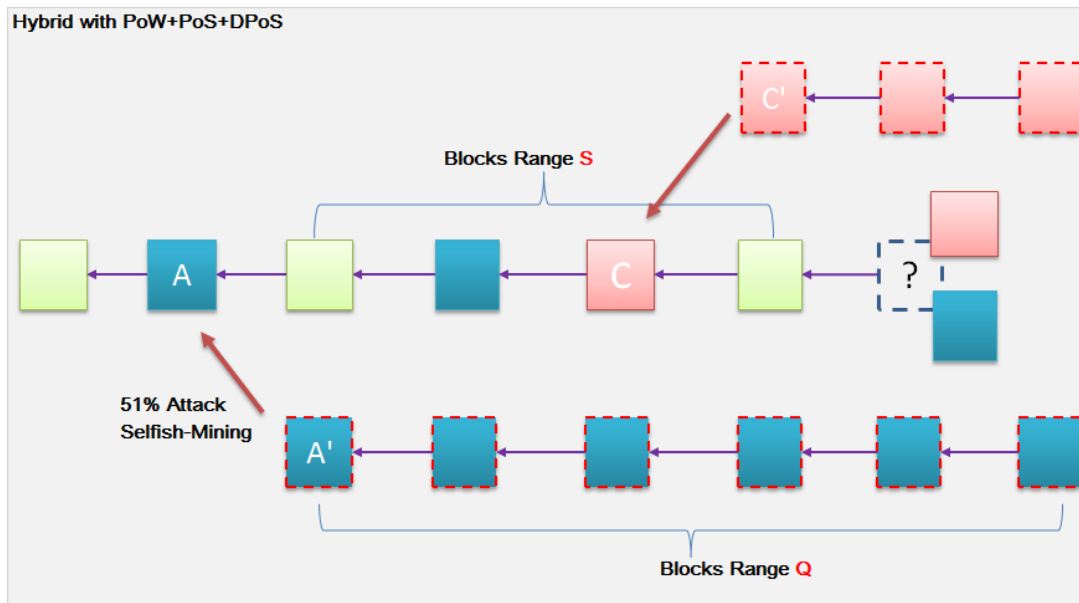 Hybrid with PoW+PoS+DPoS
C'
Blocks Range S
A
C
?
51% Attack
Selfish-Mining
A'
Blocks Range Q